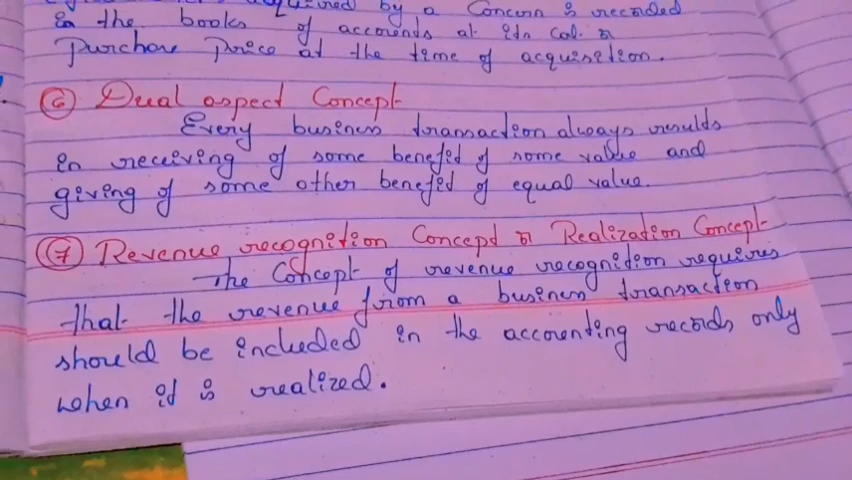 by a Concern is recorded
in the books of accounts at its Cost or
Purchase Price at the time of acquisition.
⑥ Dual aspect Concept
Every business transaction always results
in receiving of some benefit of some value and
giving of some other benefit of equal value.
⑦ Revenue recognition Concept or Realization Concept
The Concept of revenue recognition requires
that the revenue from a business transaction
should be included in the accounting records only
when it is realized.